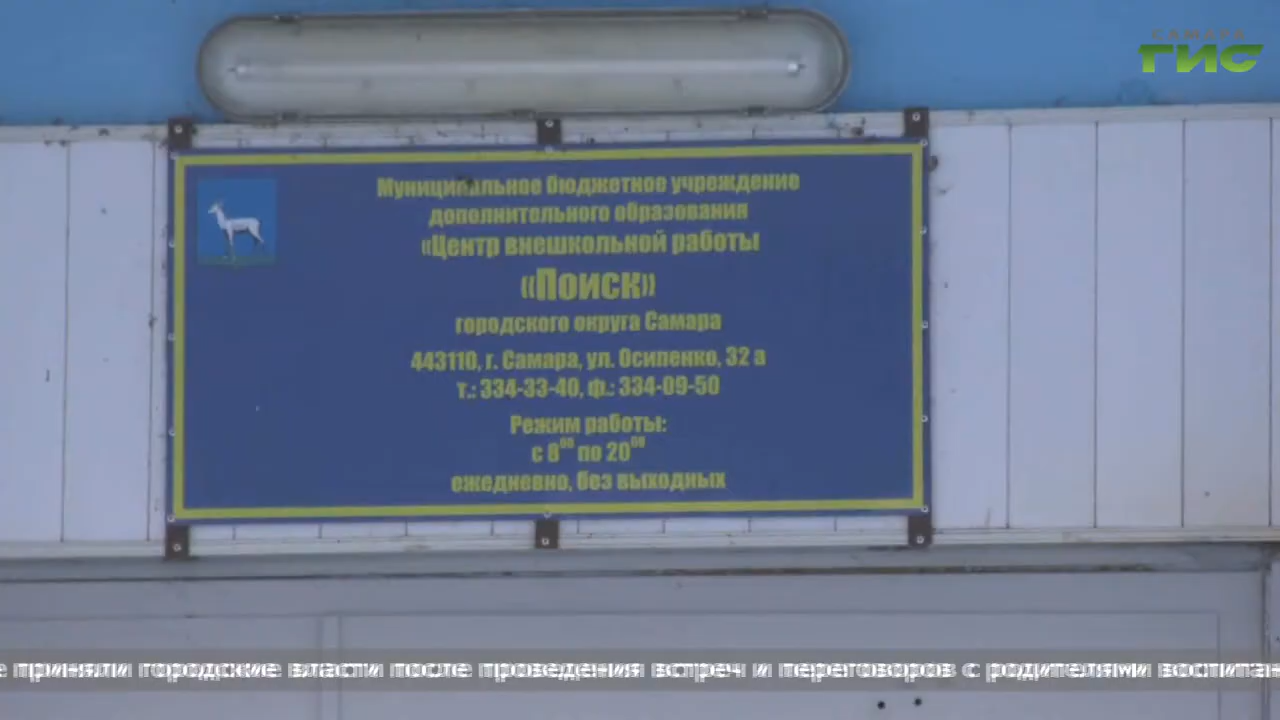 САМАРА
ГИС
Муниципальное бюджетное учреждение
дополнительного образования
«Центр внешкольной работы
«Поиск»
городского округа Самара
443110, г. Самара, ул. Осипенко, 32 а
т.: 334-33-40, ф.: 334-09-50
Режим работы:
с 8⁰⁰ по 20⁰⁰
ежедневно, без выходных
е приняли городские власти после проведения встреч и переговоров с родителями воспитан